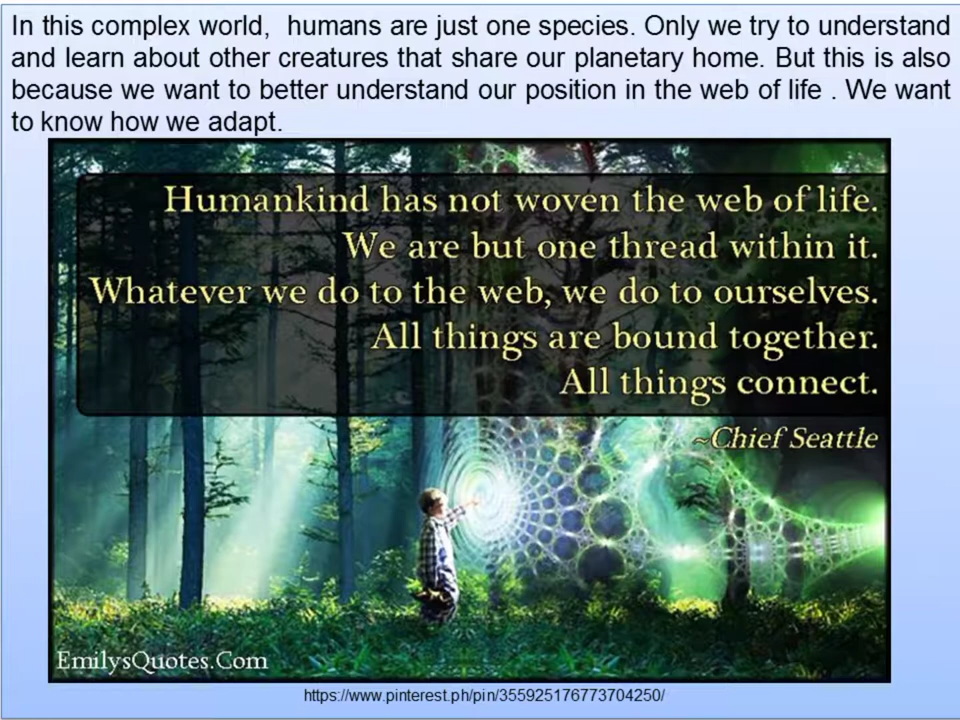 In this complex world,  humans are just one species. Only we try to understand
and learn about other creatures that share our planetary home. But this is also
because we want to better understand our position in the web of life . We want
to know how we adapt.
Humankind has not woven the web of life.
We are but one thread within it.
Whatever we do to the web, we do to ourselves.
All things are bound together.
All things connect.
~Chief Seattle
EmilysQuotes.Com
https://www.pinterest.ph/pin/355925176773704250/